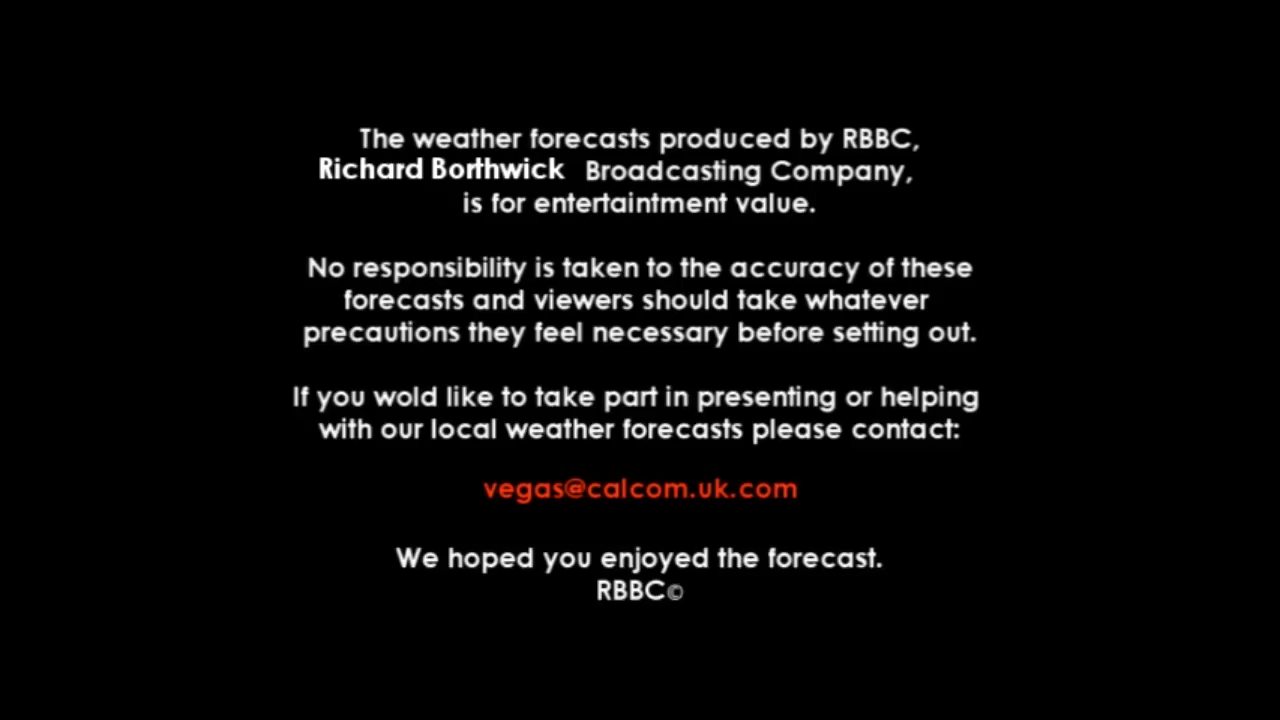 The weather forecasts produced by RBBC,
Richard Borthwick Broadcasting Company,
is for entertaintment value.
No responsibility is taken to the accuracy of these
forecasts and viewers should take whatever
precautions they feel necessary before setting out.
If you wold like to take part in presenting or helping
with our local weather forecasts please contact:
vegas@calcom.uk.com
We hoped you enjoyed the forecast.
RBBC©